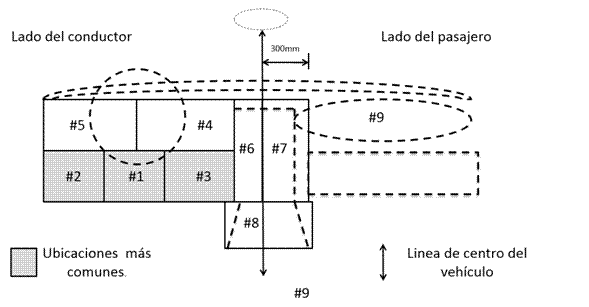 Lado del conductor
300mm
Lado del pasajero
#5
#4
#9
#6
#7
#2
#1
#3
#8
Ubicaciones más
comunes.
Linea de centro del
vehículo
#9